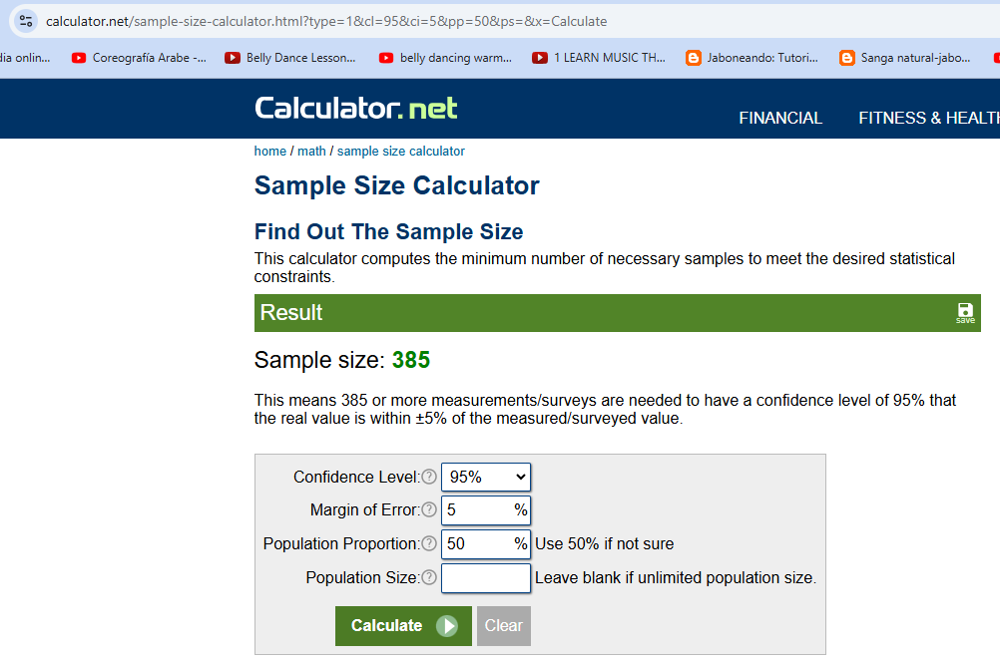 calculator.net/sample-size-calculator.html?type=1&cl=95&ci=5&pp=50&ps=&x=Calculate
dia onlin... Coreografía Arabe -... Belly Dance Lesson... belly dancing warm... 1 LEARN MUSIC TH... Jaboneando: Tutori... Sanga natural-jabo...
Calculator.net
FINANCIAL FITNESS & HEALTH
home / math / sample size calculator
Sample Size Calculator
Find Out The Sample Size
This calculator computes the minimum number of necessary samples to meet the desired statistical
constraints.
Result
save
Sample size: 385
This means 385 or more measurements/surveys are needed to have a confidence level of 95% that
the real value is within ±5% of the measured/surveyed value.
Confidence Level: ? 95%
Margin of Error: ? 5 %
Population Proportion: ? 50 % Use 50% if not sure
Population Size: ? Leave blank if unlimited population size.
Calculate Clear